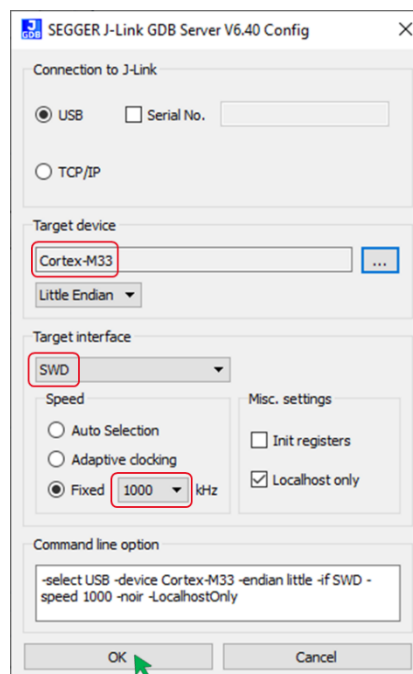 J
GDB
SEGGER J-Link GDB Server V6.40 Config
Connection to J-Link
USB
Serial No.
TCP/IP
Target device
Cortex-M33
...
Little Endian
Target interface
SWD
Speed
Auto Selection
Adaptive clocking
Fixed 1000 kHz
Misc. settings
Init registers
Localhost only
Command line option
-select USB -device Cortex-M33 -endian little -if SWD -
speed 1000 -noir -LocalhostOnly
OK
Cancel